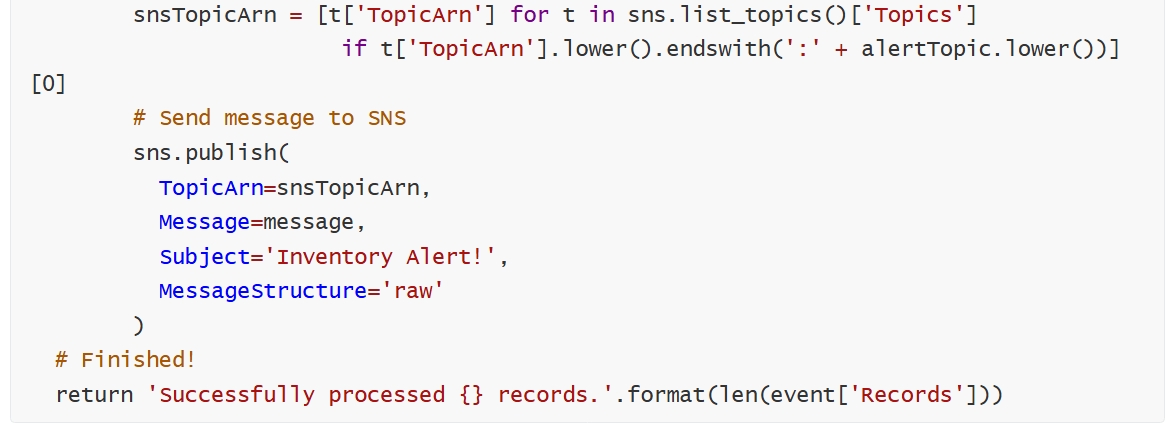 snsTopicArn = [t['TopicArn'] for t in sns.list_topics()['Topics']
                        if t['TopicArn'].lower().endswith(':' + alertTopic.lower())]
[0]
        # Send message to SNS
        sns.publish(
          TopicArn=snsTopicArn,
          Message=message,
          Subject='Inventory Alert!',
          MessageStructure='raw'
        )
  # Finished!
  return 'Successfully processed {} records.'.format(len(event['Records']))